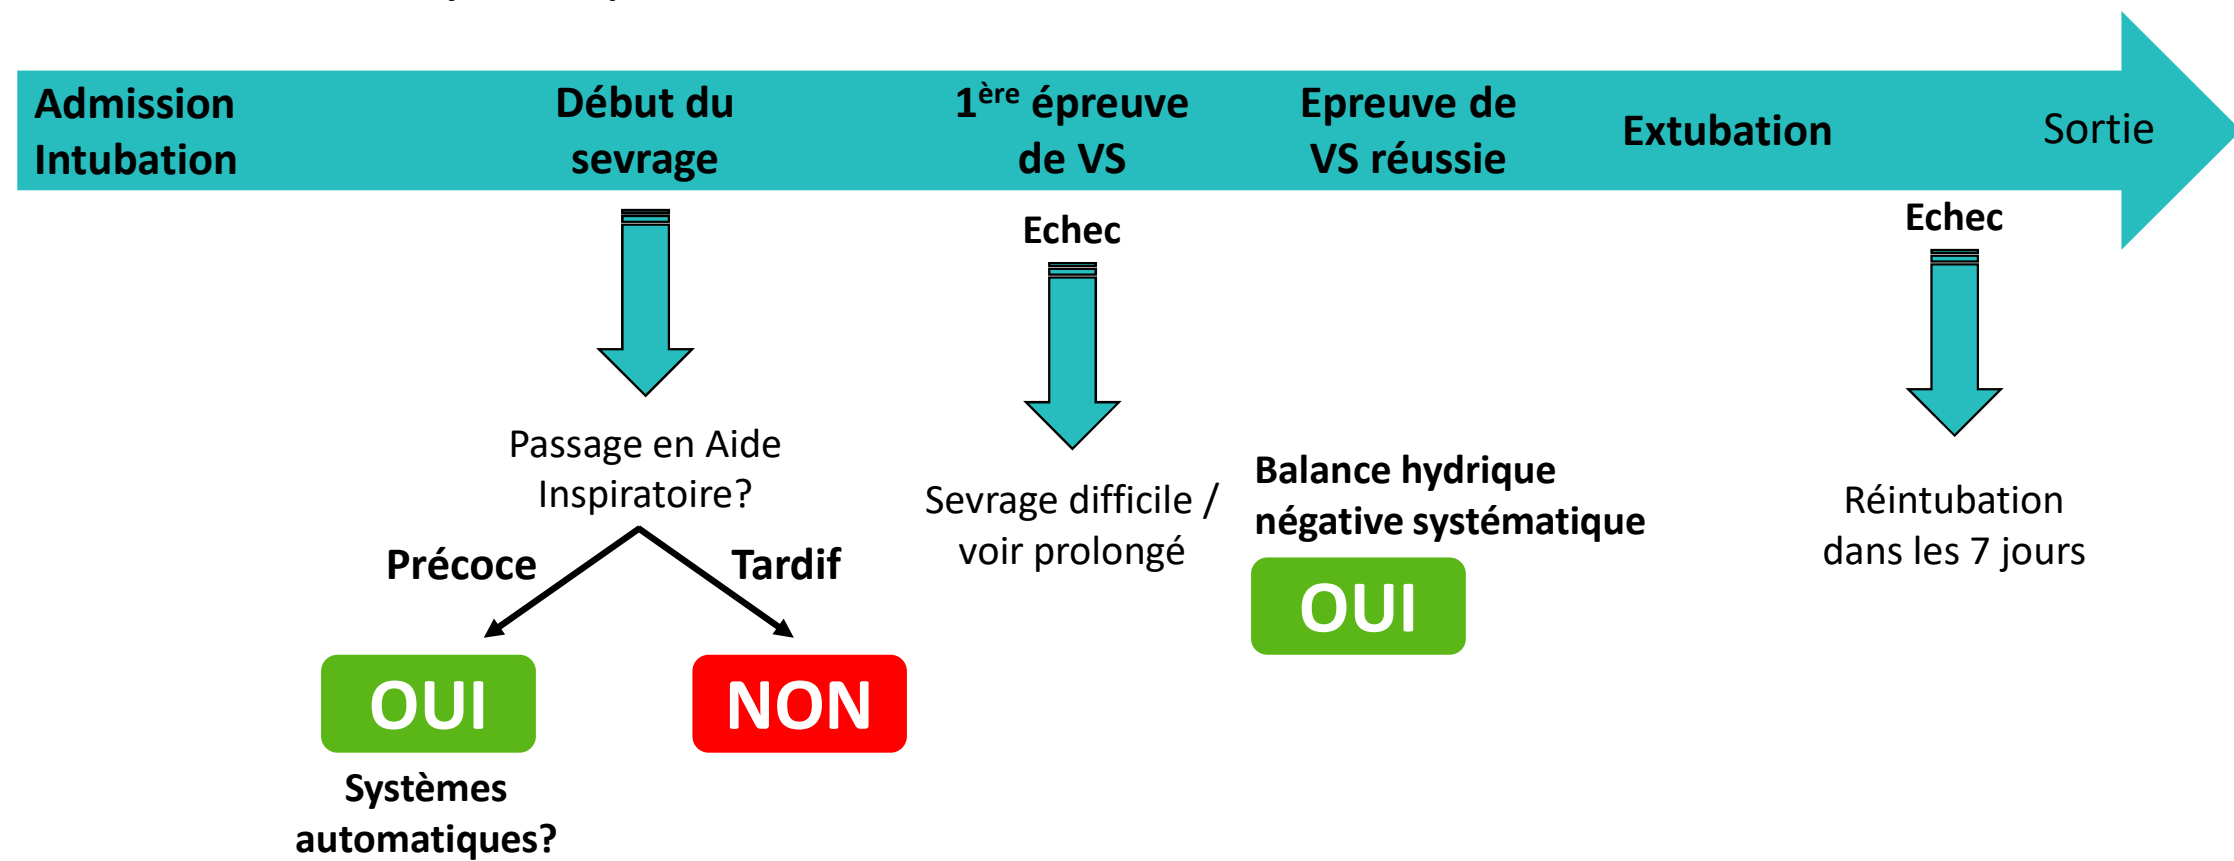 Admission
Intubation
Début du
sevrage
1ère épreuve
de VS
Epreuve de
VS réussie
Extubation
Sortie
Echec
Echec
Passage en Aide
Inspiratoire?
Précoce
Tardif
OUI
NON
Systèmes
automatiques?
Sevrage difficile /
voir prolongé
Balance hydrique
négative systématique
OUI
Réintubation
dans les 7 jours